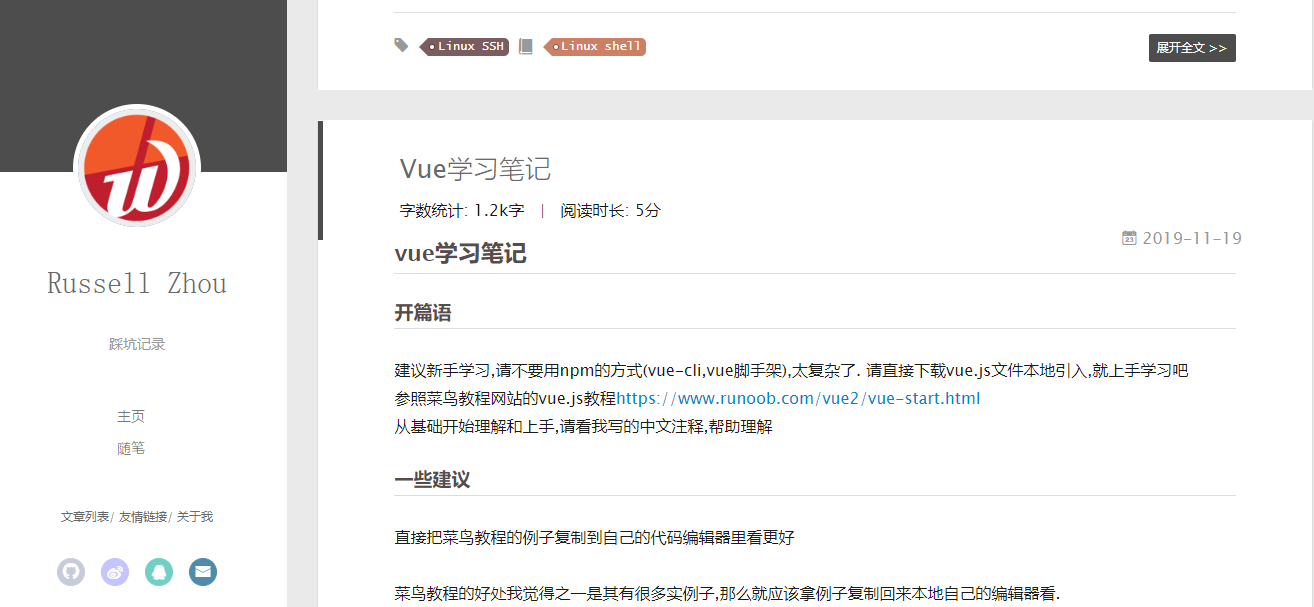 Russell Zhou
踩坑记录
主页
随笔
文章列表/ 友情链接/ 关于我
Linux SSH Linux shell
展开全文 >>
Vue学习笔记
字数统计: 1.2k字 | 阅读时长: 5分
23 2019-11-19
vue学习笔记
开篇语
建议新手学习,请不要用npm的方式(vue-cli,vue脚手架),太复杂了. 请直接下载vue.js文件本地引入,就上手学习吧
参照菜鸟教程网站的vue.js教程https://www.runoob.com/vue2/vue-start.html
从基础开始理解和上手,请看我写的中文注释,帮助理解
一些建议
直接把菜鸟教程的例子复制到自己的代码编辑器里看更好
菜鸟教程的好处我觉得之一是其有很多实例子,那么就应该拿例子复制回来本地自己的编辑器看.